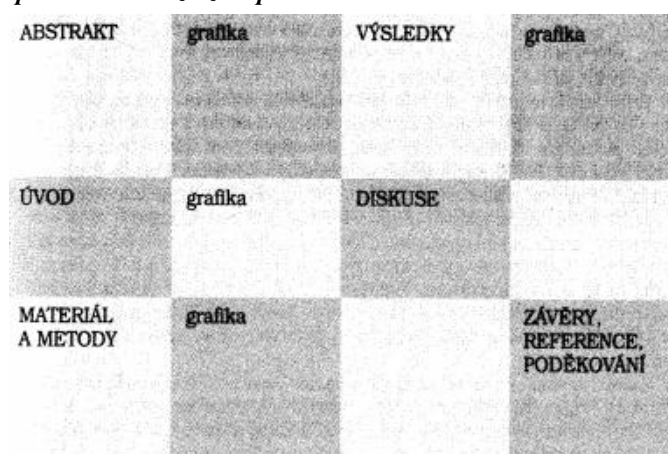 ABSTRAKT
grafika
VÝSLEDKY
grafika
ÚVOD
grafika
DISKUSE
MATERIÁL
A METODY
grafika
ZÁVĚRY,
REFERENCE,
PODĚKOVÁNÍ